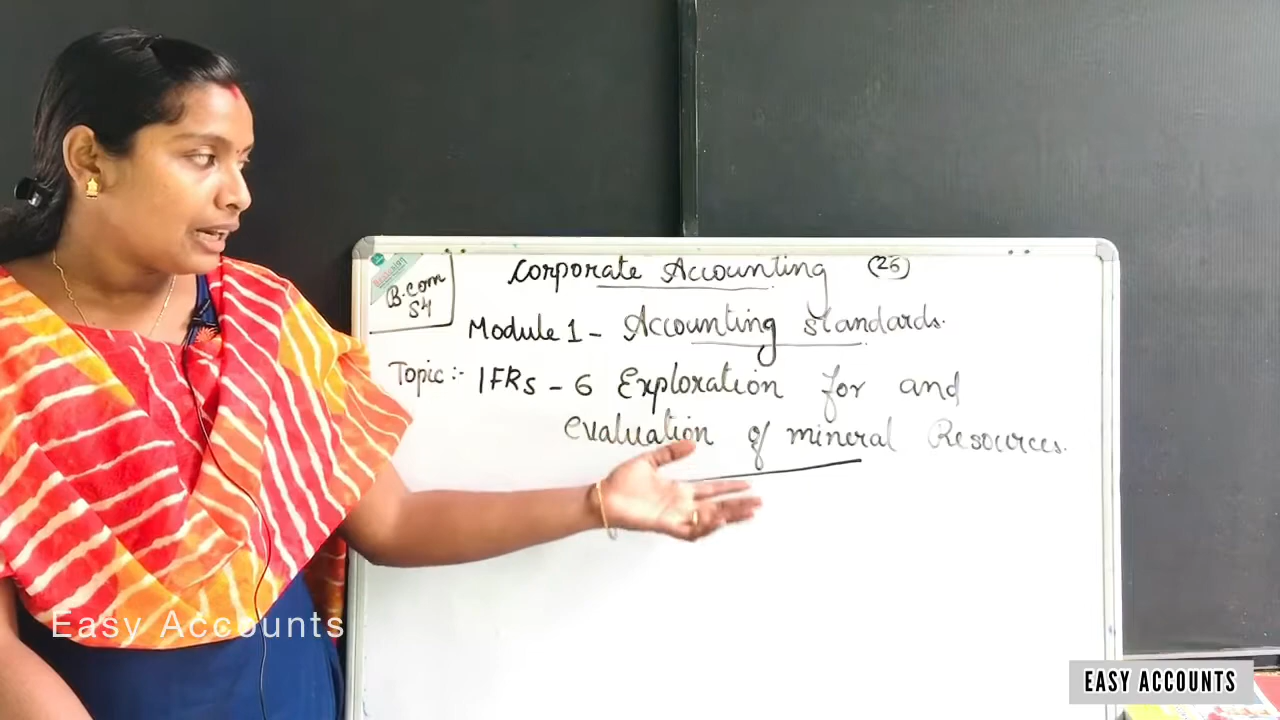 Corporate Accounting (26)
B.com
S4
Module 1 - Accounting standards.
Topic :- IFRS - 6 Exploration for and
Evaluation of mineral Resources.
Easy Accounts
EASY ACCOUNTS